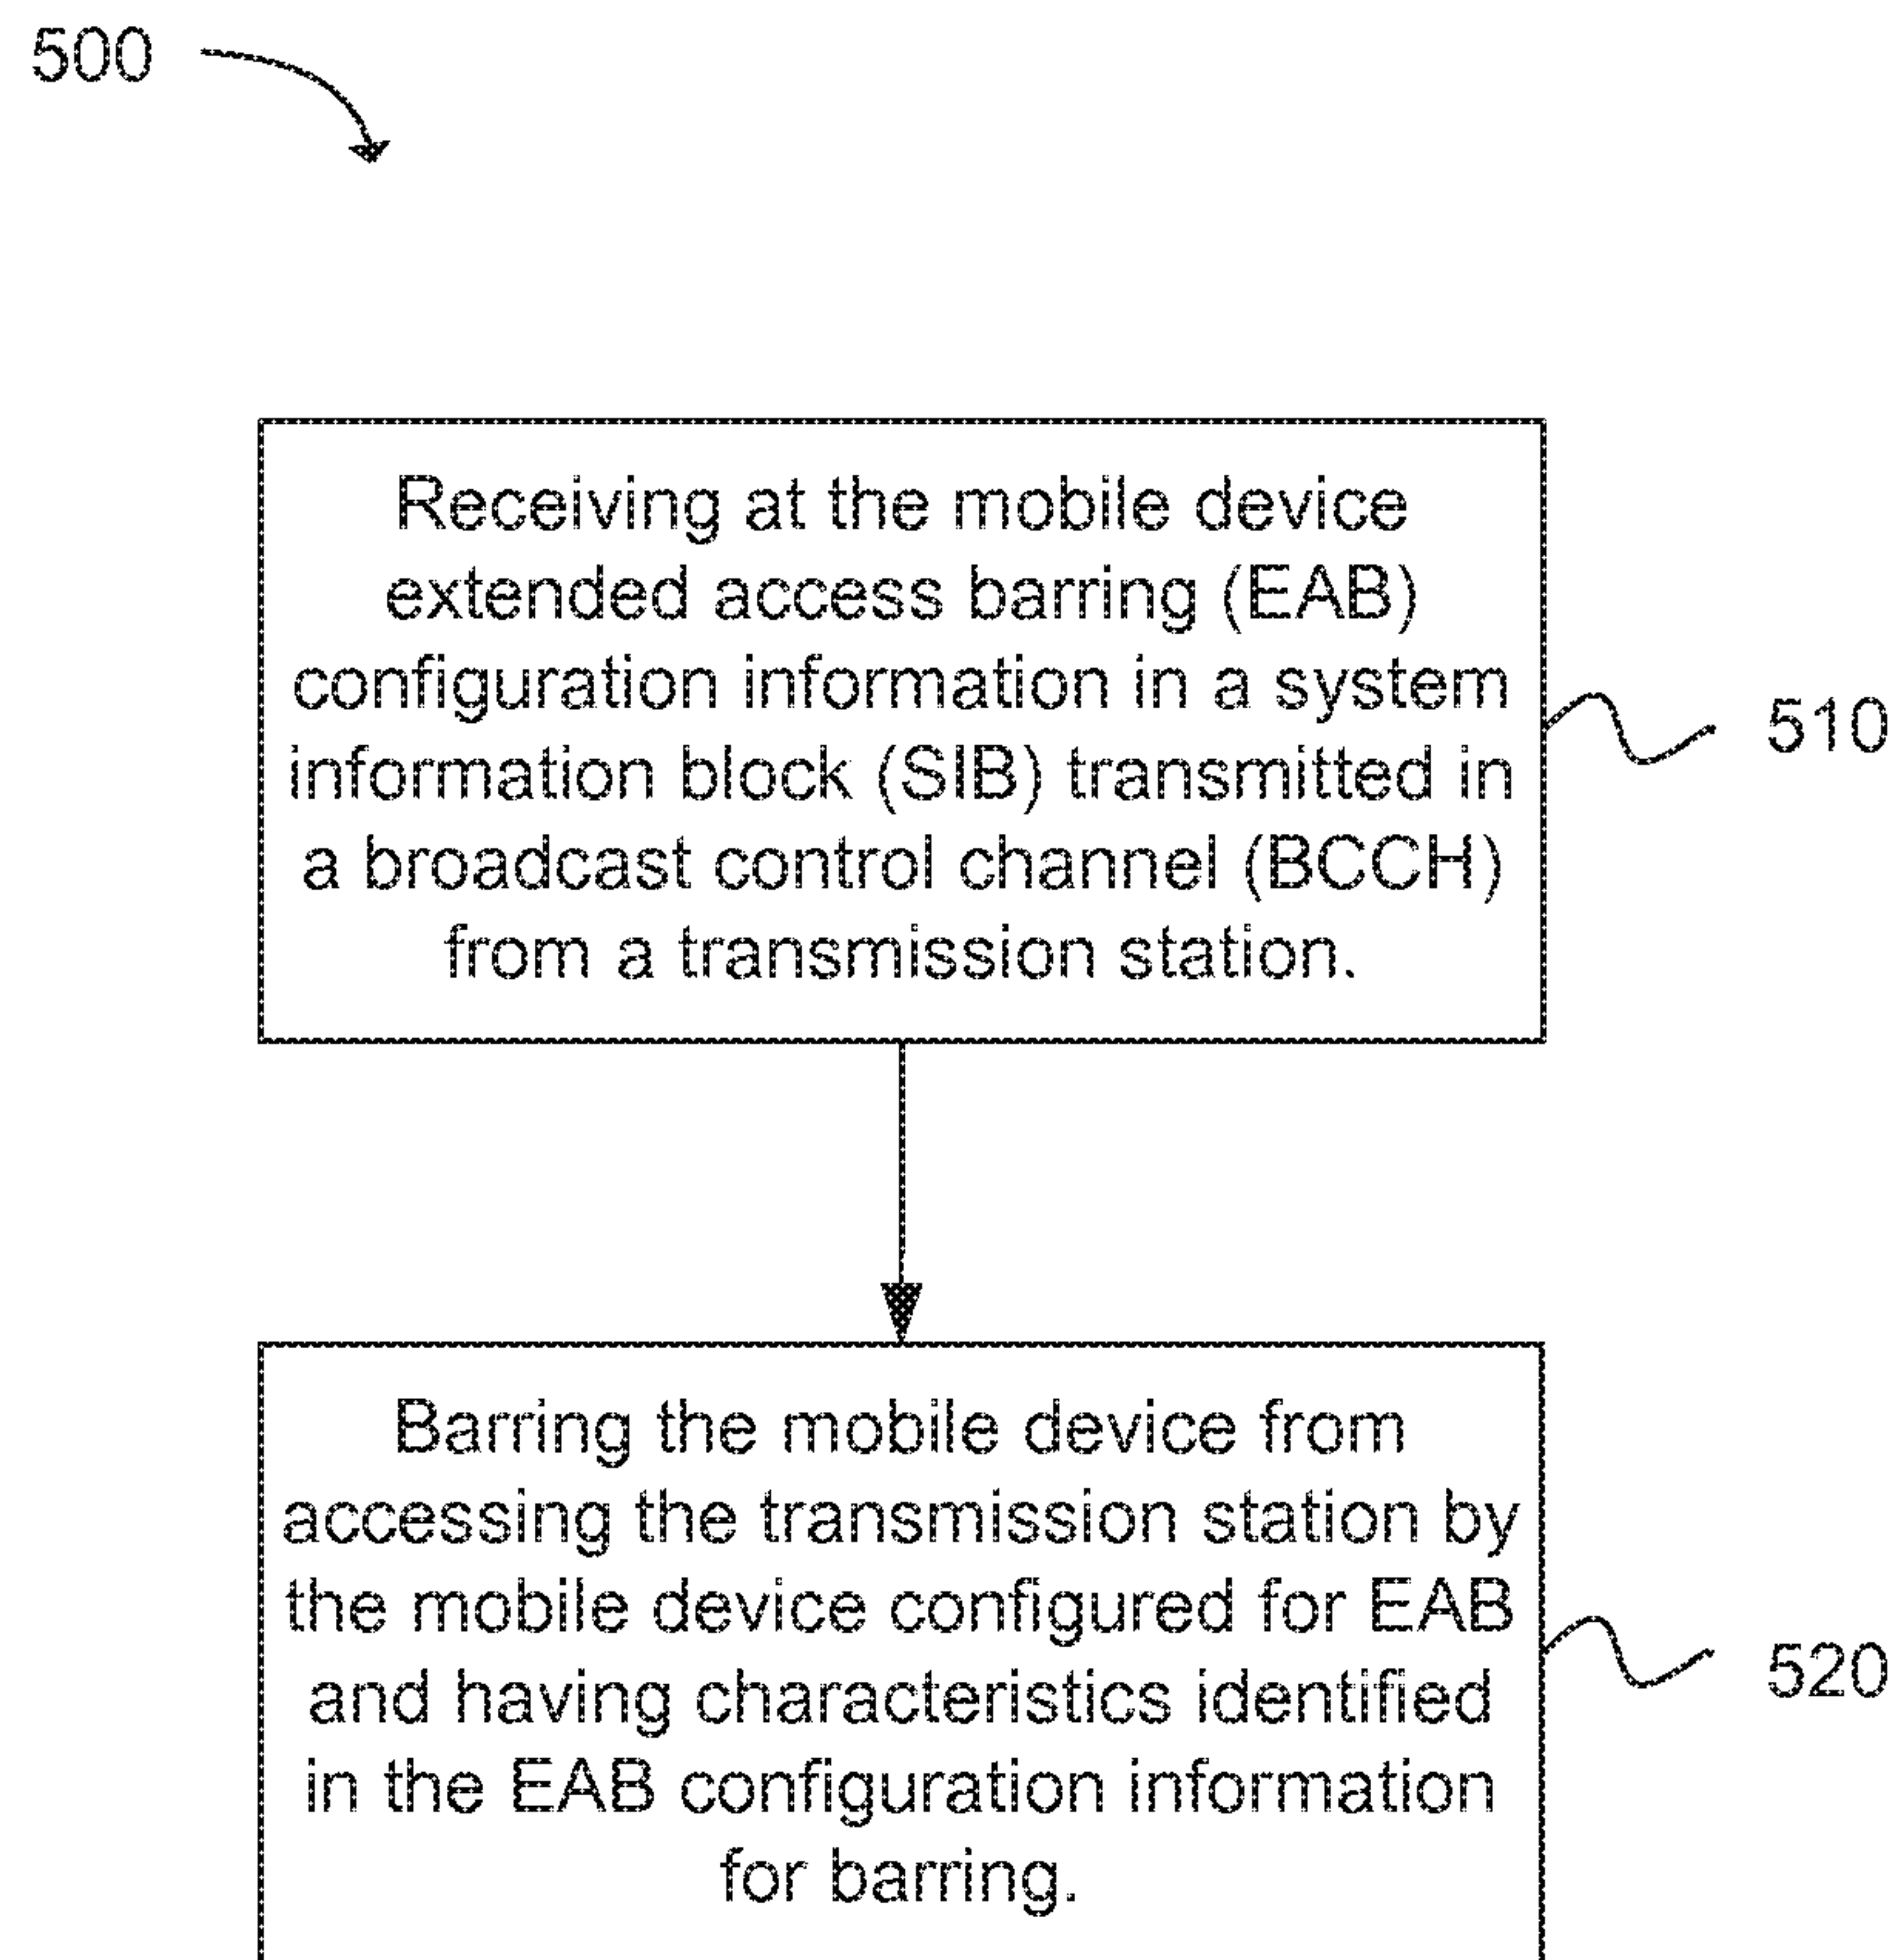 500
Receiving at the mobile device
extended access barring (EAB)
configuration information in a system
information block (SIB) transmitted in
a broadcast control channel (BCCH)
from a transmission station.
510
Barring the mobile device from
accessing the transmission station by
the mobile device configured for EAB
and having characteristics identified
in the EAB configuration information
for barring.
520